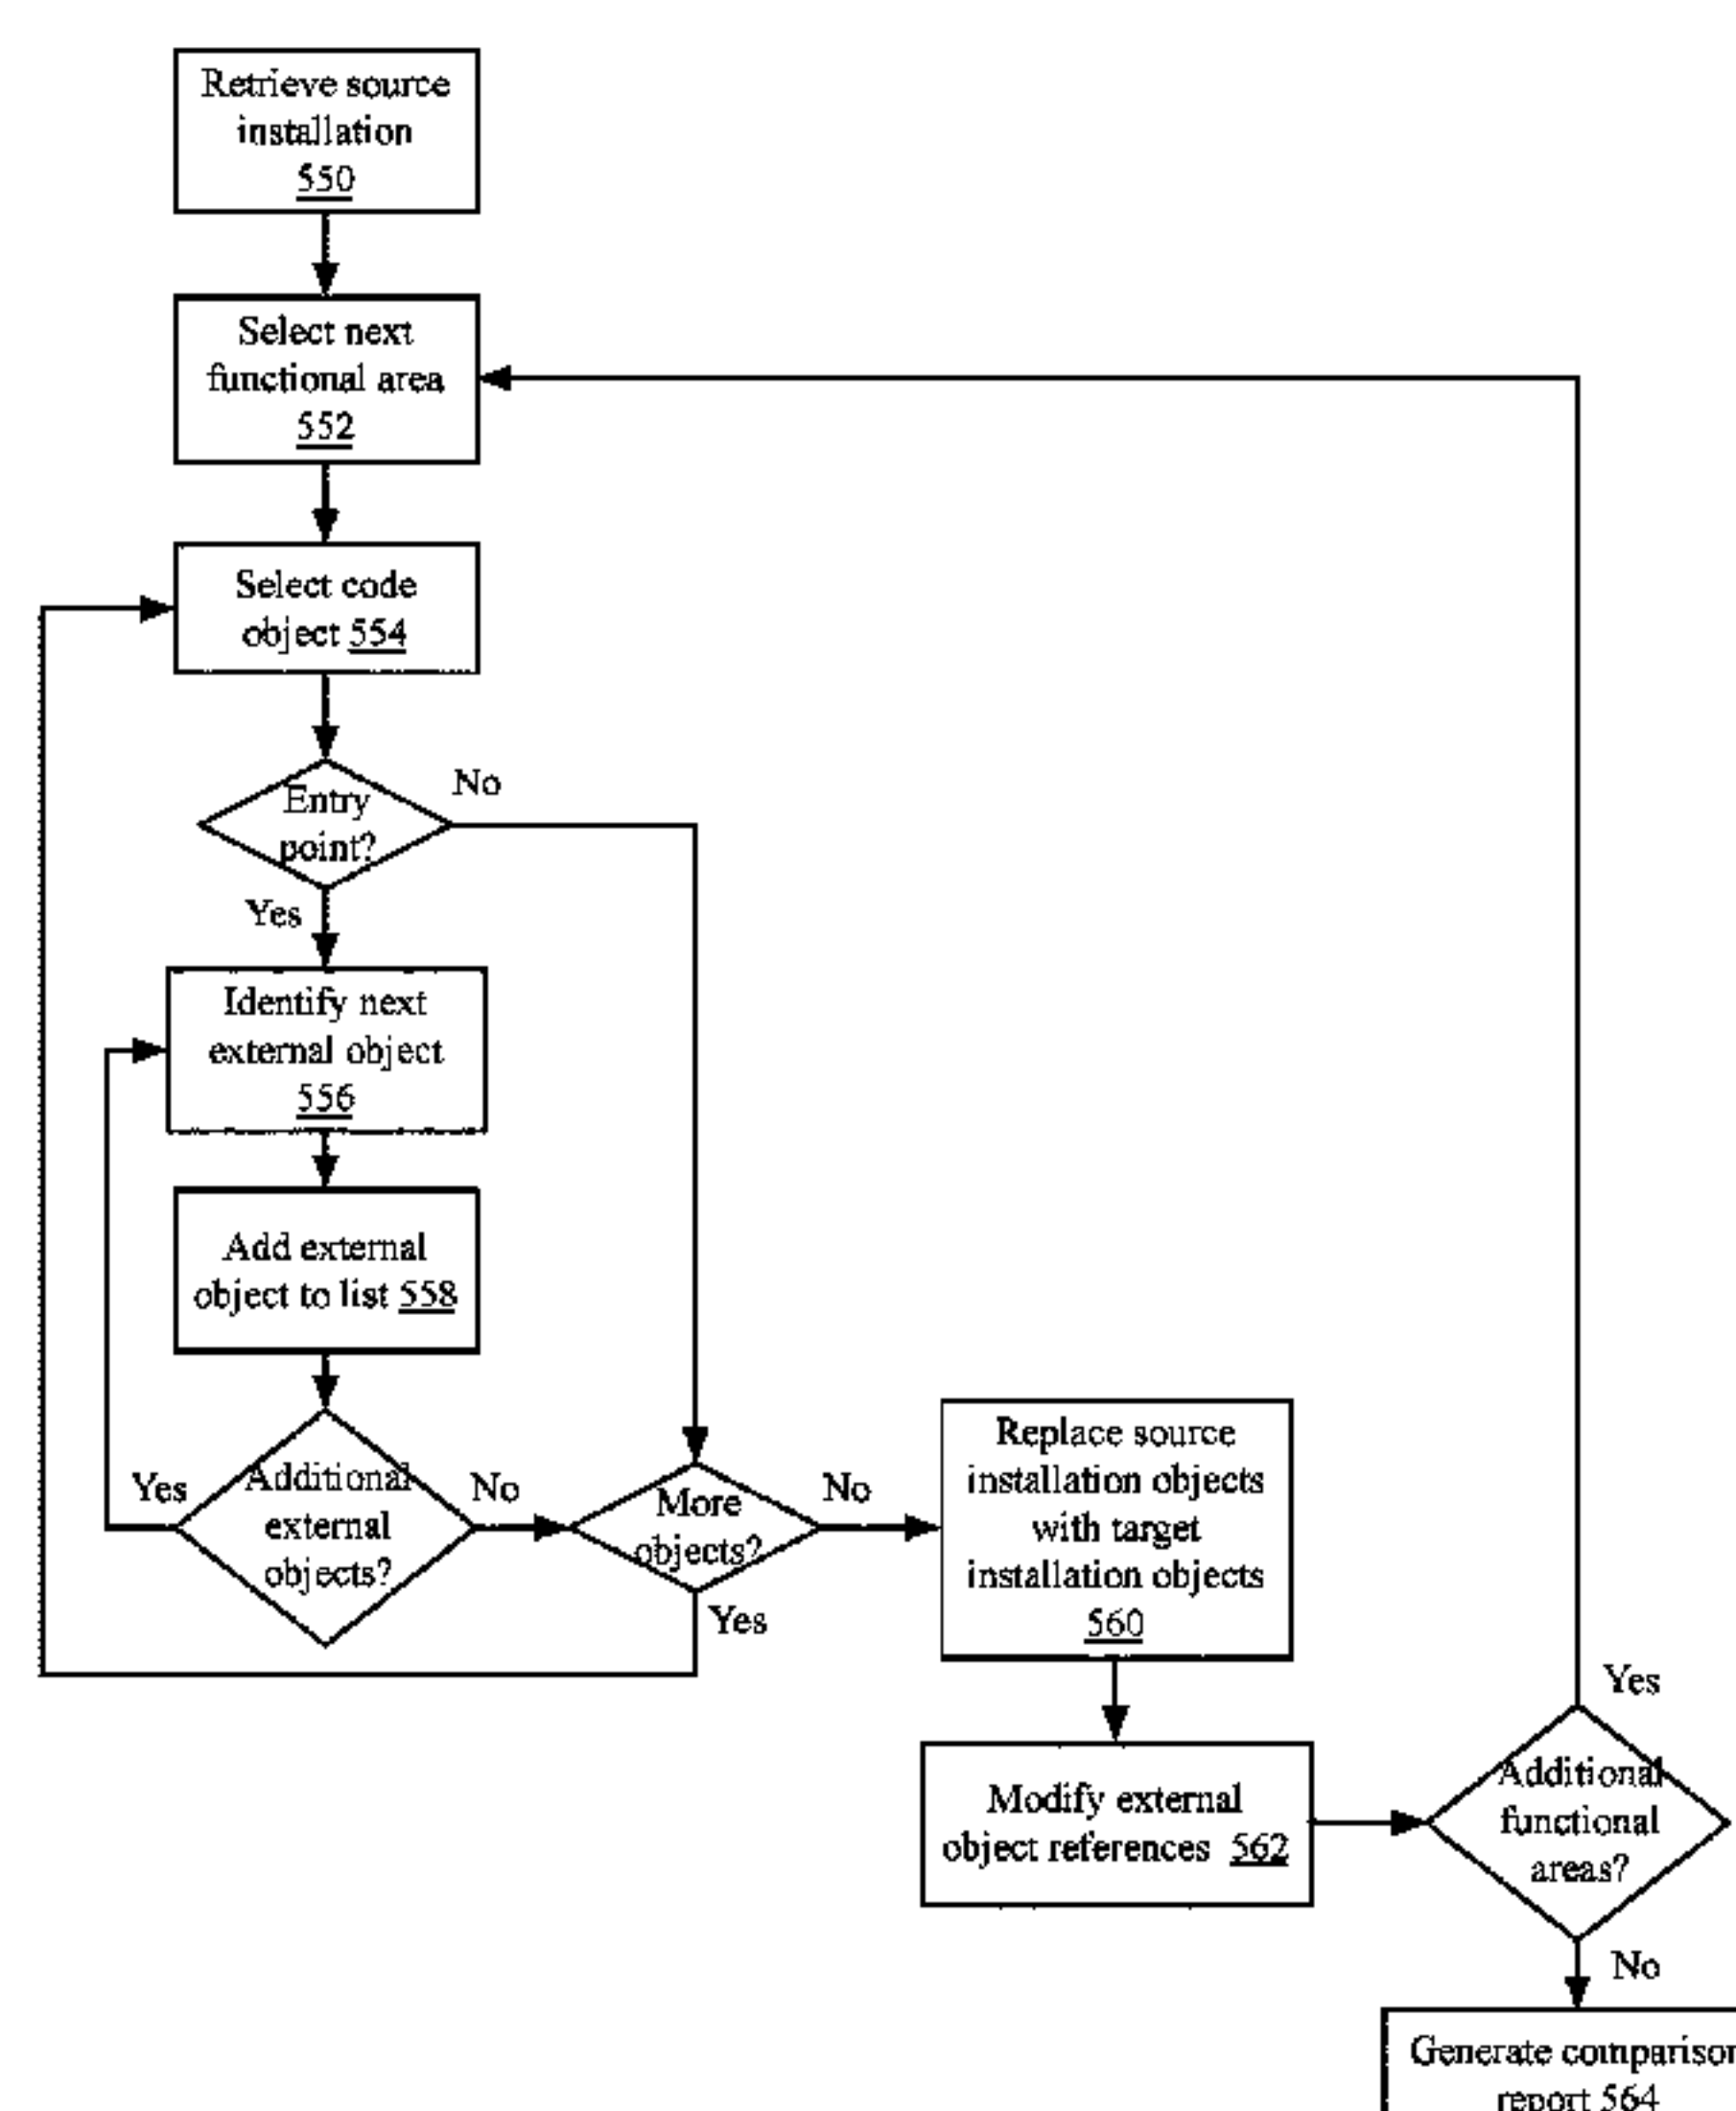 Retrieve source
installation
550
Select next
functional area
552
Select code
object 554
Entry
point?
No
Yes
Identify next
external object
556
Add external
object to list 558
Additional
external
objects?
Yes
No
More
objects?
No
Yes
Replace source
installation objects
with target
installation objects
560
Modify external
object references 562
Additional
functional
areas?
Yes
No
Generate comparison
report 564